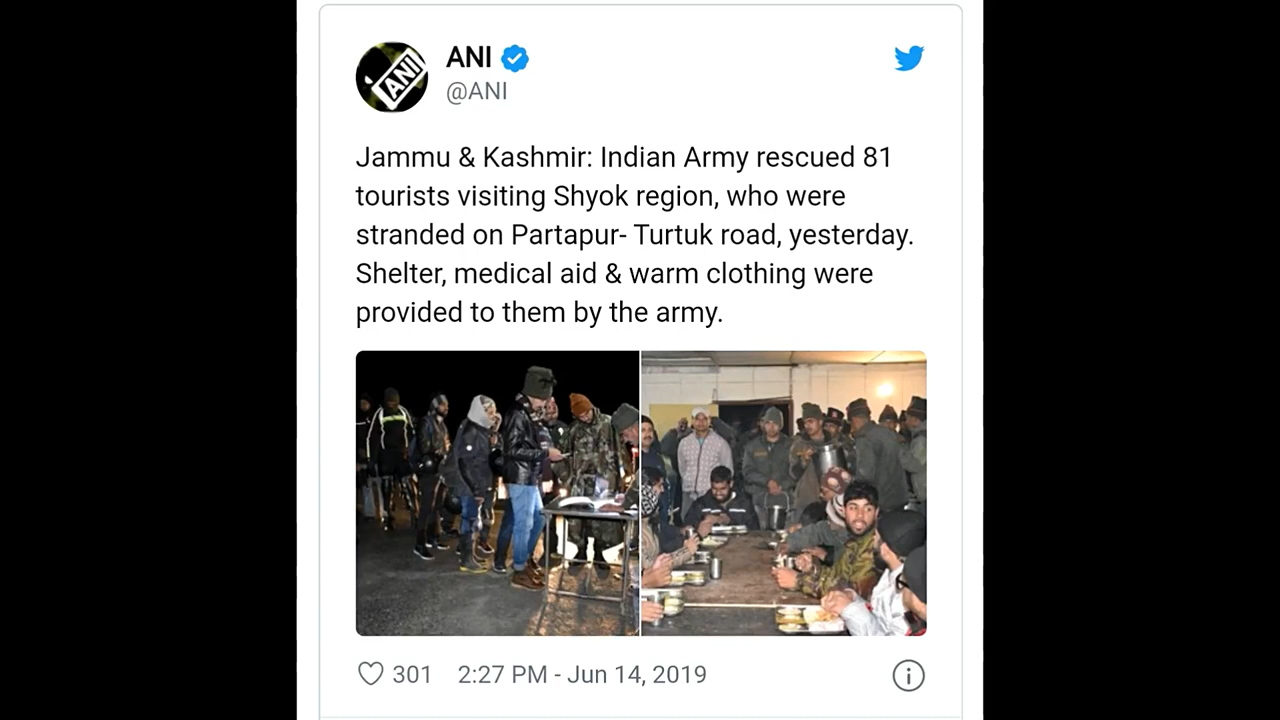 ANI
ANI
@ANI
Jammu & Kashmir: Indian Army rescued 81
tourists visiting Shyok region, who were
stranded on Partapur- Turtuk road, yesterday.
Shelter, medical aid & warm clothing were
provided to them by the army.
301 2:27 PM - Jun 14, 2019